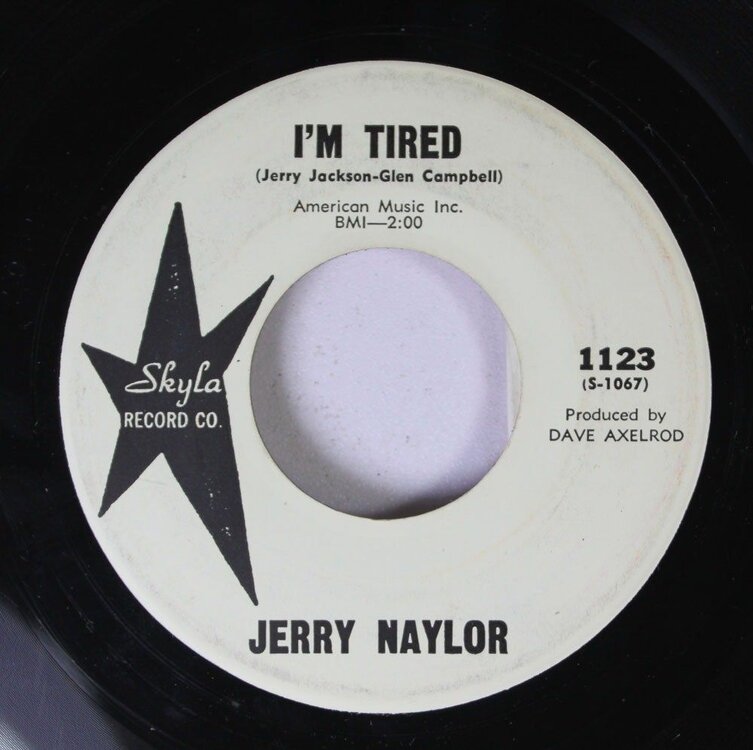 I'M TIRED
(Jerry Jackson-Glen Campbell)
American Music Inc.
BMI—2:00
Skyla
RECORD CO.
1123
(S-1067)
Produced by
DAVE AXELROD
JERRY NAYLOR